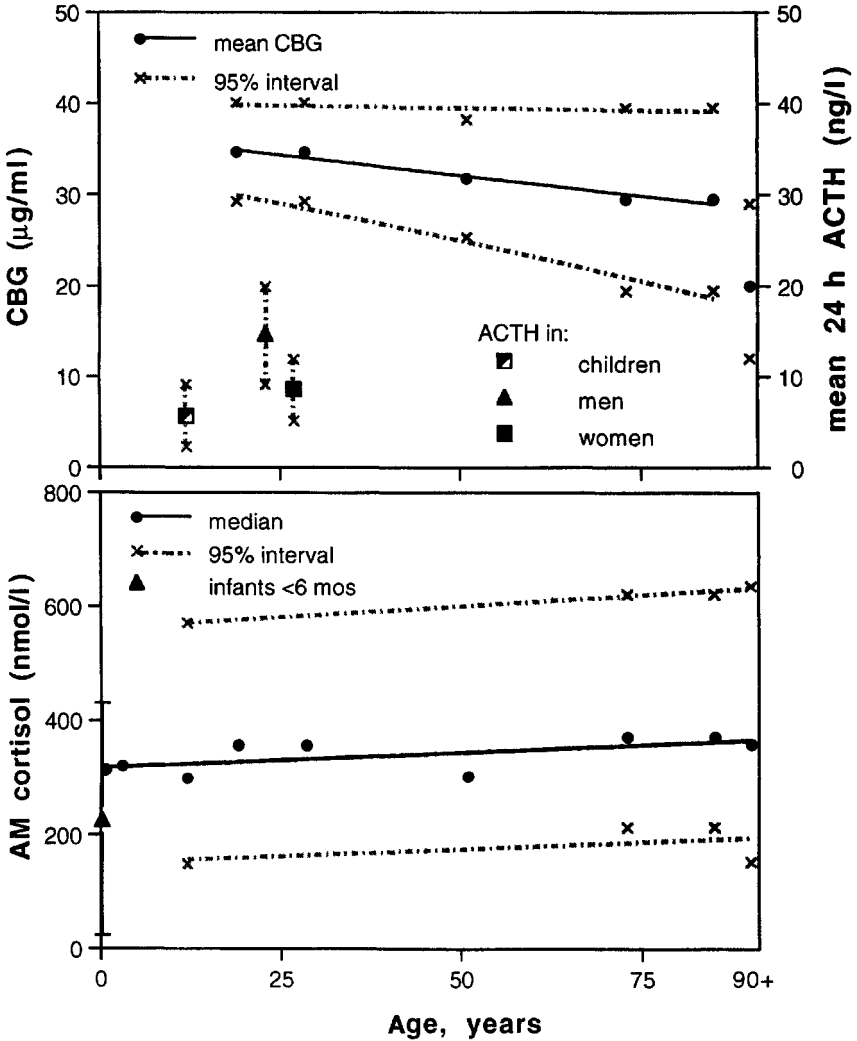 50
40
30
20
10
0
CBG (μg/ml)
mean CBG
95% interval
ACTH in:
children
men
women
50
40
30
20
10
0
mean 24 h ACTH (ng/l)
800
600
400
200
0
AM cortisol (nmol/l)
median
95% interval
infants <6 mos
0 25 50 75 90+
Age, years